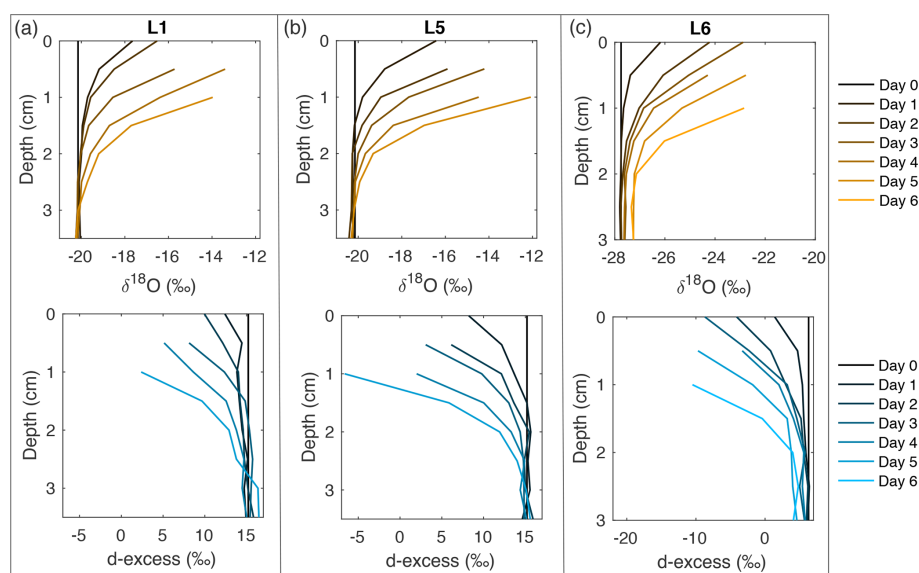 (a) L1 (b) L5 (c) L6
0 0 0
1 1 1
2 2 2
3 3 3
Depth (cm) Depth (cm) Depth (cm)
-20 -18 -16 -14 -12 -20 -18 -16 -14 -12 -28 -26 -24 -22 -20
δ¹⁸O (‰) δ¹⁸O (‰) δ¹⁸O (‰)
Day 0
Day 1
Day 2
Day 3
Day 4
Day 5
Day 6
0 0 0
1 1 1
2 2 2
3 3 3
Depth (cm) Depth (cm) Depth (cm)
-5 0 5 10 15 -5 0 5 10 15 -20 -10 0
d-excess (‰) d-excess (‰) d-excess (‰)
Day 0
Day 1
Day 2
Day 3
Day 4
Day 5
Day 6